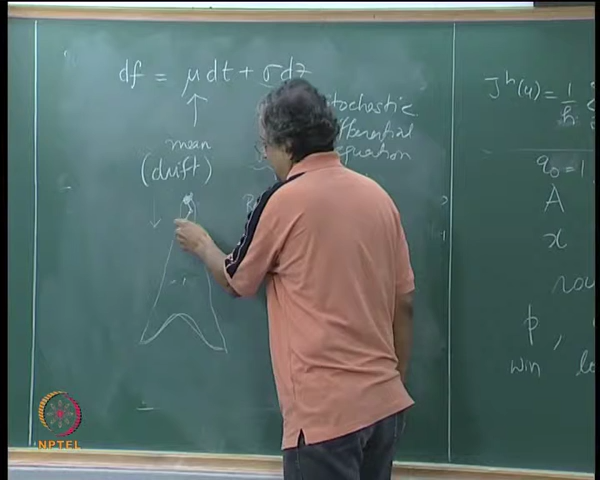 df = μdt + σdz
stochastic
differential
equation
mean
(drift)
J^h(u) = 1/h
q₀ = 1
A
x
p,
win
NPTEL